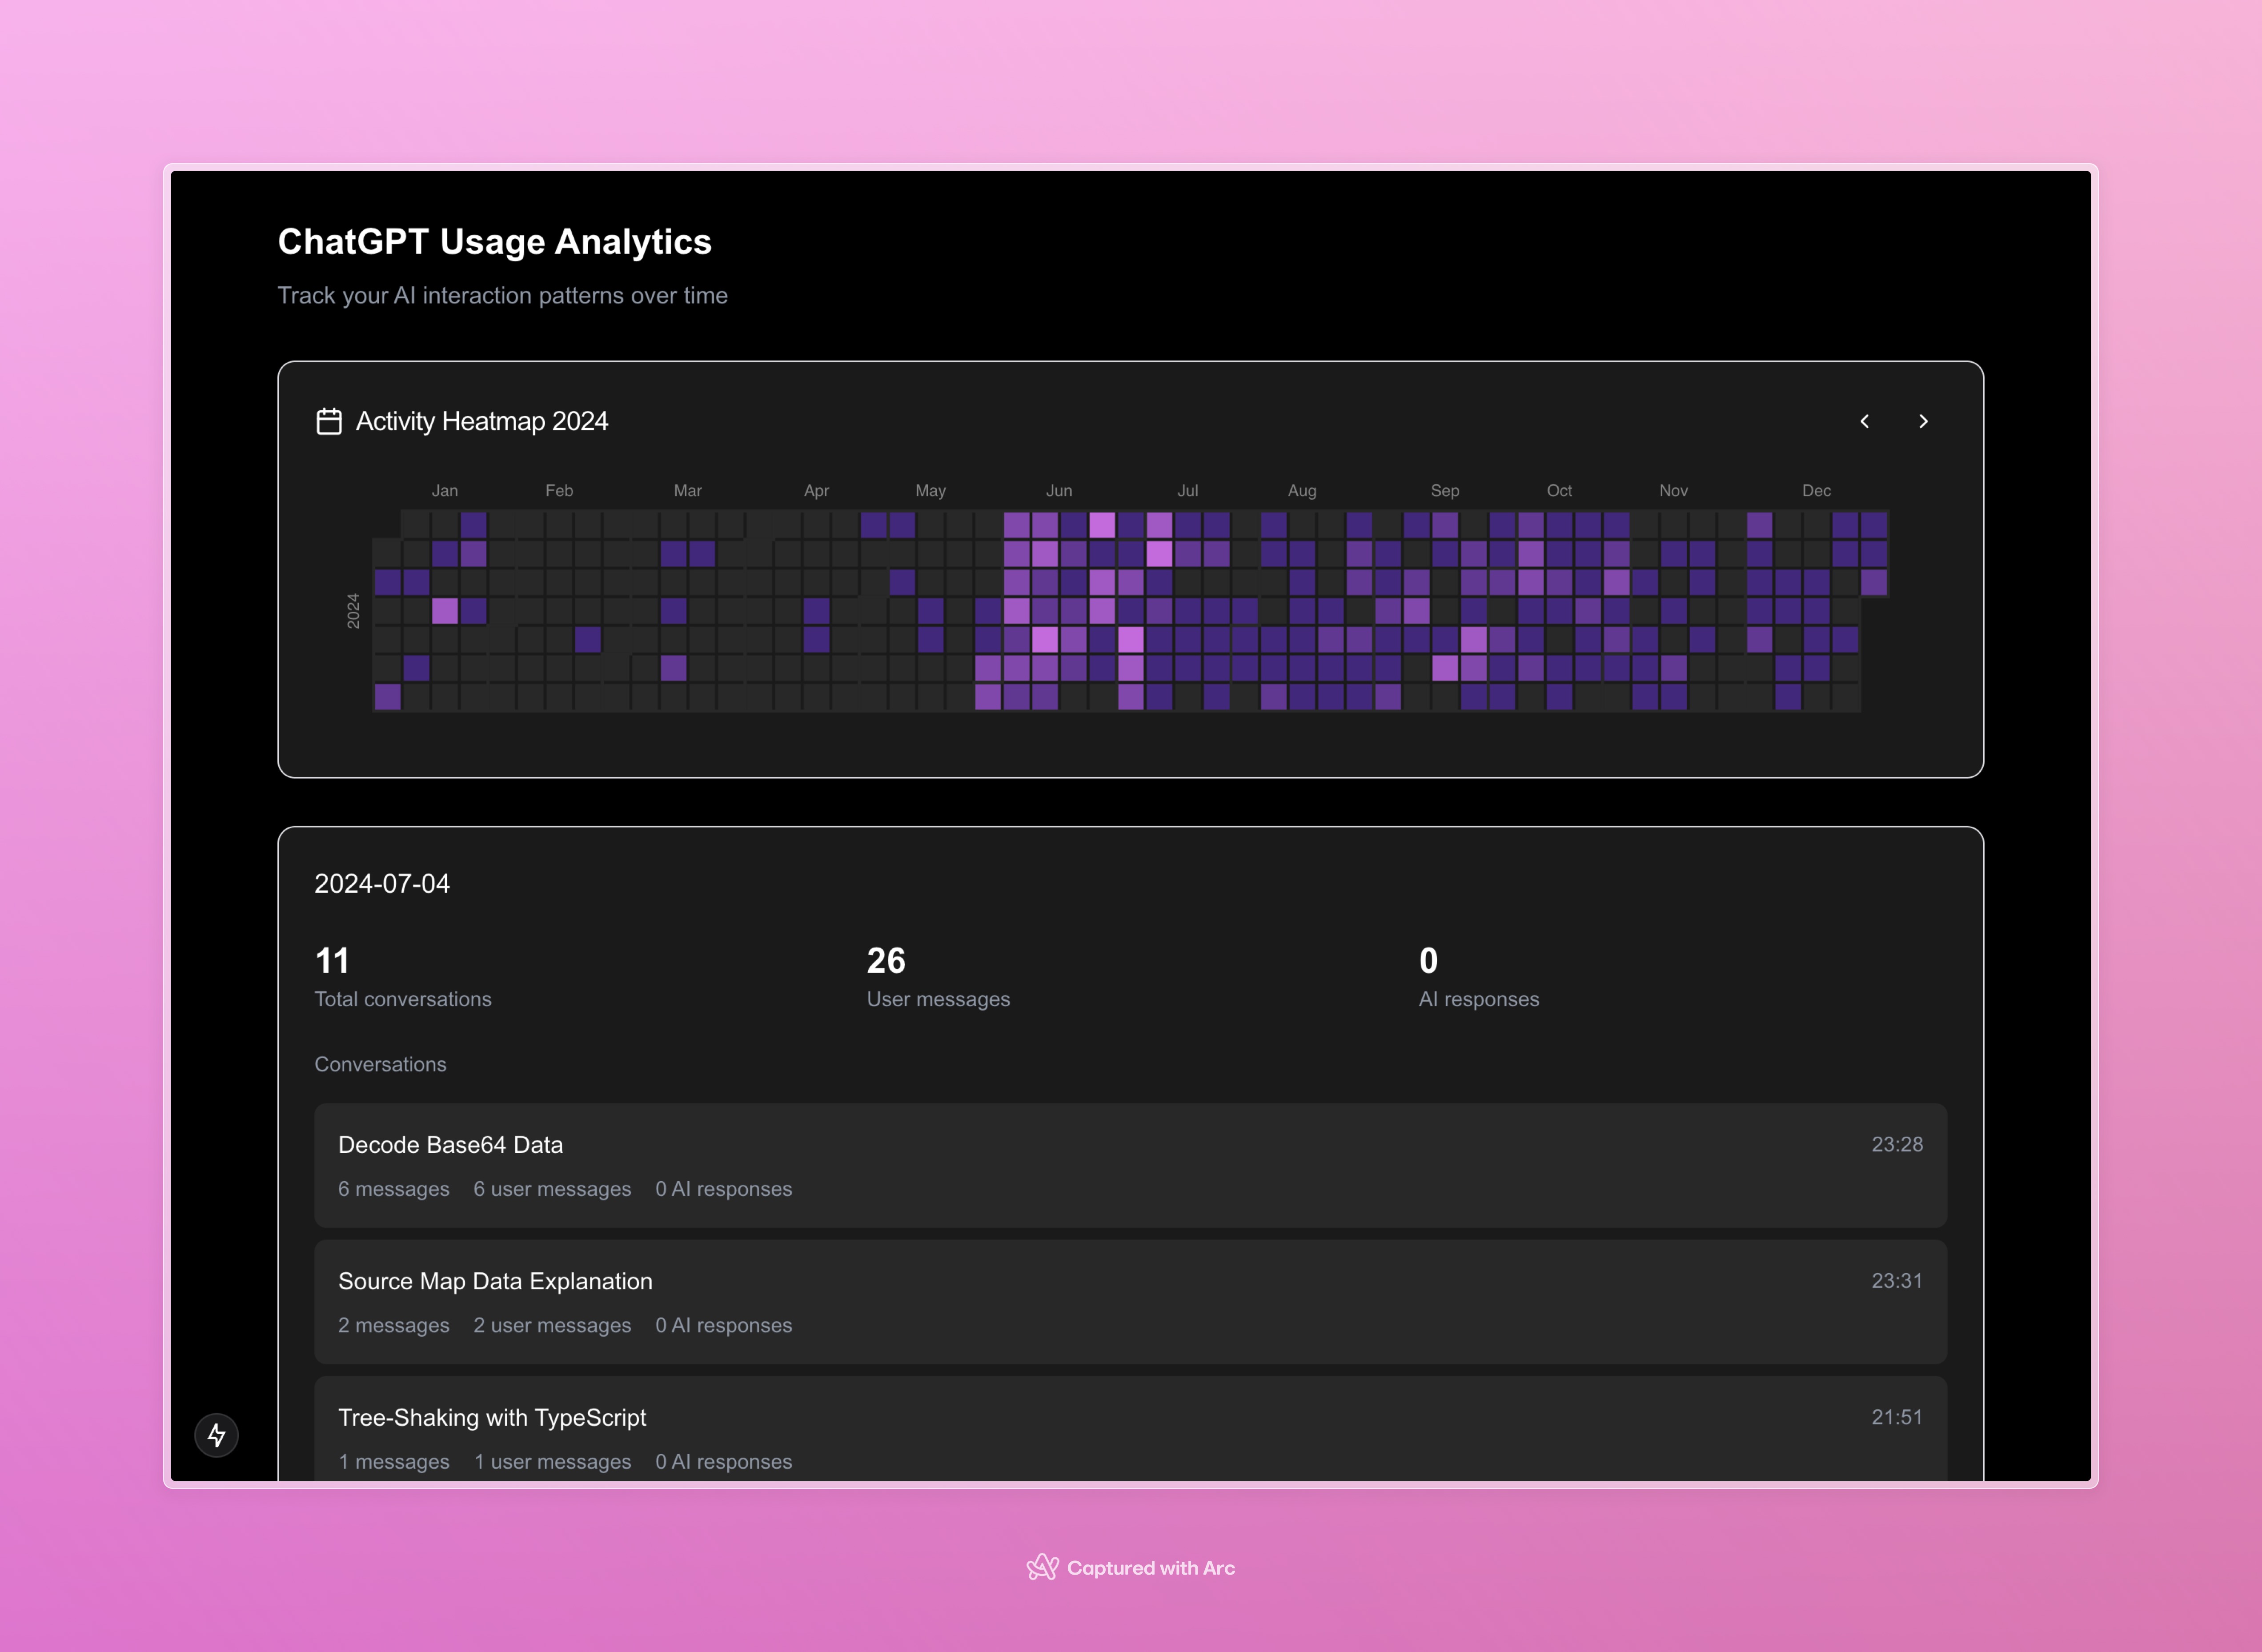 ChatGPT Usage Analytics
Track your AI interaction patterns over time
Activity Heatmap 2024
Jan Feb Mar Apr May Jun Jul Aug Sep Oct Nov Dec
2024
2024-07-04
11 26 0
Total conversations User messages AI responses
Conversations
Decode Base64 Data 23:28
6 messages 6 user messages 0 AI responses
Source Map Data Explanation 23:31
2 messages 2 user messages 0 AI responses
Tree-Shaking with TypeScript 21:51
1 messages 1 user messages 0 AI responses
Captured with Arc